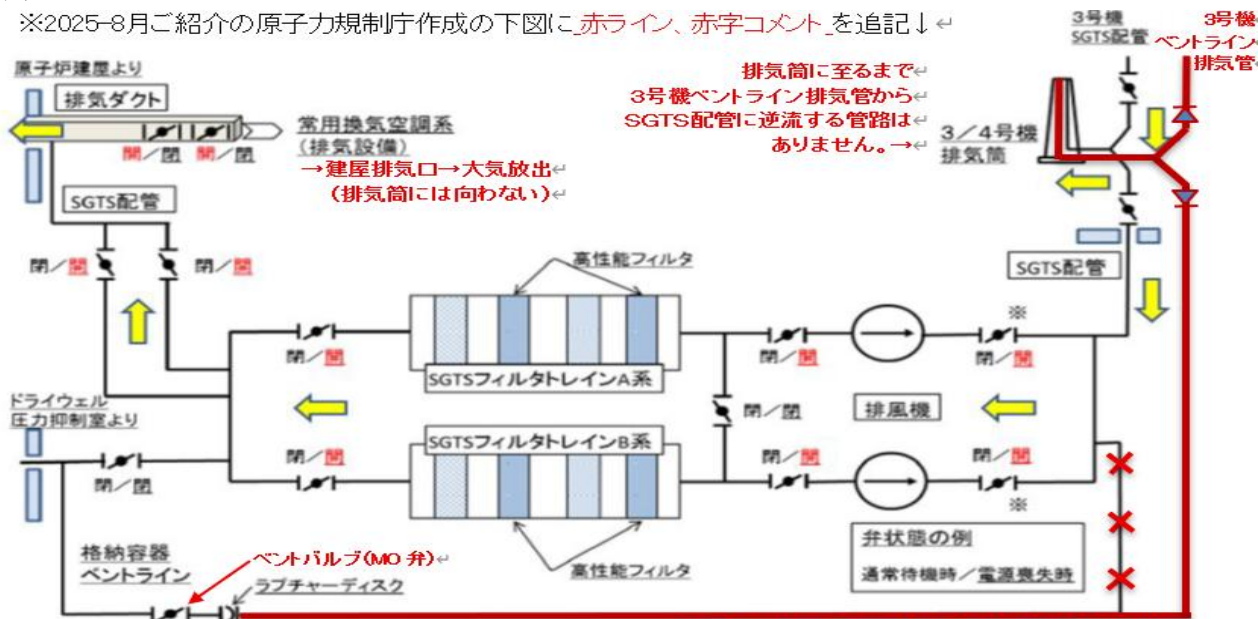 ※2025-8月ご紹介の原子力規制庁作成の下図に 赤ライン、赤字コメント を追記↓
3号機
SGTS配管
3号機
ベントライン
排気管
原子炉建屋より
排気ダクト
開/閉 開/閉
常用換気空調系
(排気設備)
→建屋排気口→大気放出
(排気筒には向わない)
排気筒に至るまで
3号機ベントライン排気管から
SGTS配管に逆流する管路は
ありません。→
3/4号機
排気筒
SGTS配管
閉/開 閉/開
高性能フィルタ
SGTS配管
※
閉/開
閉/開
閉/開
SGTSフィルタトレインA系
ドライウェル
圧力抑制室より
閉/閉
排風機
SGTSフィルタトレインB系
閉/開
閉/開
閉/開
閉/閉
※
格納容器
ベントライン
ベントバルブ(MO 弁)
ラプチャーディスク
高性能フィルタ
弁状態の例
通常待機時/電源喪失時